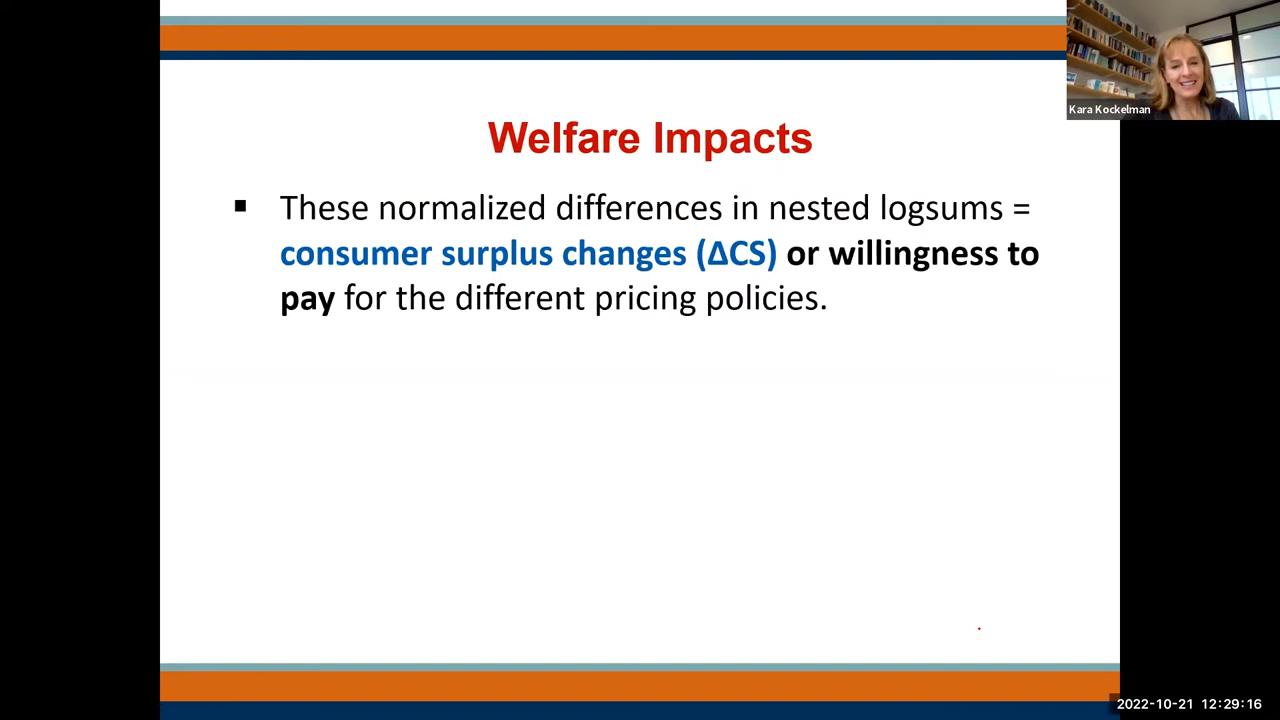 Kara Kockelman
Welfare Impacts
▪ These normalized differences in nested logsums =
consumer surplus changes (ΔCS) or willingness to
pay for the different pricing policies.
2022-10-21 12:29:16